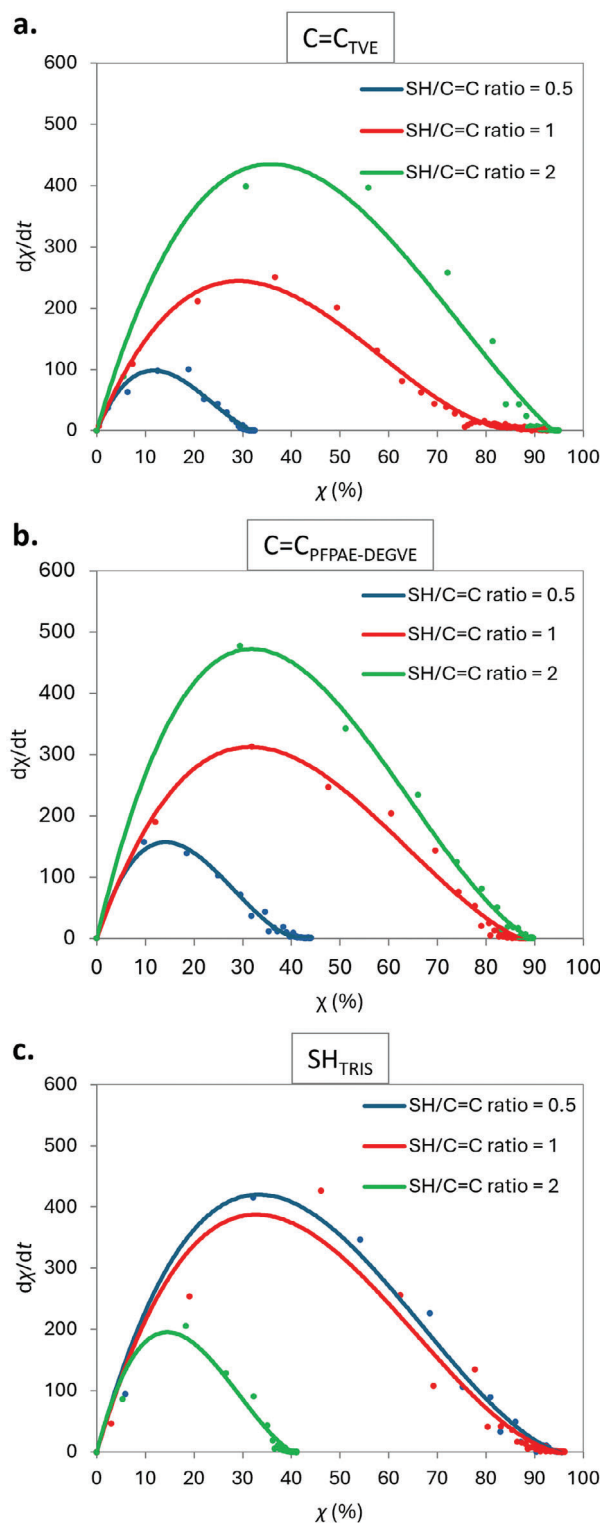 a.
C=C_TVE
600
500
400
300
200
100
0
dχ/dt
SH/C=C ratio = 0.5
SH/C=C ratio = 1
SH/C=C ratio = 2
0 10 20 30 40 50 60 70 80 90 100
χ (%)
b.
C=C_PFPAE-DEGVE
600
500
400
300
200
100
0
dχ/dt
SH/C=C ratio = 0.5
SH/C=C ratio = 1
SH/C=C ratio = 2
0 10 20 30 40 50 60 70 80 90 100
χ (%)
c.
SH_TRIS
600
500
400
300
200
100
0
dχ/dt
SH/C=C ratio = 0.5
SH/C=C ratio = 1
SH/C=C ratio = 2
0 10 20 30 40 50 60 70 80 90 100
χ (%)